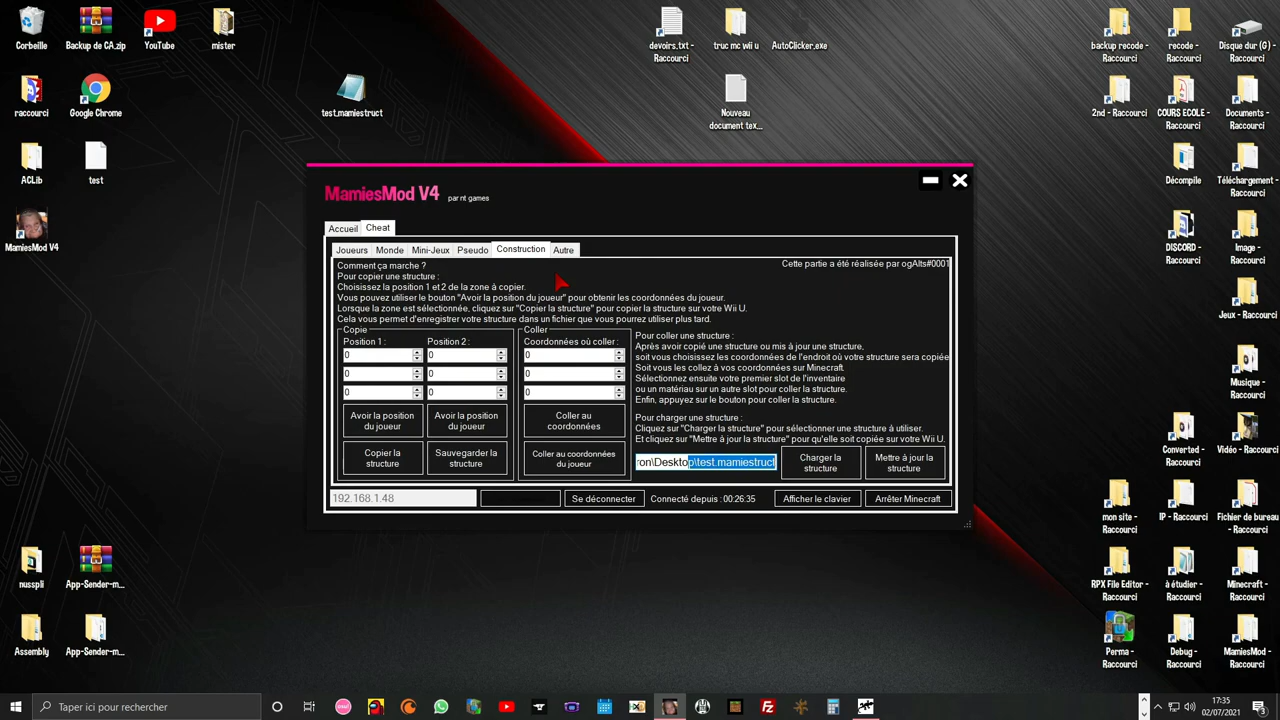 Corbeille
Backup de CA.zip
YouTube
mister
devoirs.txt -
Raccourci
truc mc wii u
AutoClicker.exe
backup recode -
Raccourci
recode -
Raccourci
Disque dur (G) -
Raccourci
raccourci
Google Chrome
test.mamiestruct
Nouveau
document tex...
2nd - Raccourci
COURS ECOLE -
Raccourci
Documents -
Raccourci
ACLib
test
Décompile
Téléchargement -
Raccourci
MamiesMod V4
DISCORD -
Raccourci
Image -
Raccourci
Jeux - Raccourci
Musique -
Raccourci
Converted -
Raccourci
Vidéo - Raccourci
mon site -
Raccourci
IP - Raccourci
Fichier de bureau
- Raccourci
nusspli
App-Sender-m...
RPX File Editor -
Raccourci
à étudier -
Raccourci
Minecraft -
Raccourci
Assembly
App-Sender-m...
Perma -
Raccourci
Debug -
Raccourci
MamiesMod -
Raccourci
MamiesMod V4
par nt games
Accueil
Cheat
Joueurs
Monde
Mini-Jeux
Pseudo
Construction
Autre
Comment ça marche ?
Cette partie a été réalisée par ogAlts#0001
Pour copier une structure :
Choisissez la position 1 et 2 de la zone à copier.
Vous pouvez utiliser le bouton "Avoir la position du joueur" pour obtenir les coordonnées du joueur.
Lorsque la zone est sélectionnée, cliquez sur "Copier la structure" pour copier la structure sur votre Wii U.
Cela vous permet d'enregistrer votre structure dans un fichier que vous pourrez utiliser plus tard.
Copie
Position 1 :
Position 2 :
0
0
0
0
0
0
Avoir la position
du joueur
Avoir la position
du joueur
Copier la
structure
Sauvegarder la
structure
Coller
Coordonnées où coller :
0
0
0
Coller au
coordonnées
Coller au coordonnées
du joueur
Pour coller une structure :
Après avoir copié une structure ou mis à jour une structure,
soit vous choisissez les coordonnées de l'endroit où votre structure sera copiée
Soit vous les collez à vos coordonnées sur Minecraft.
Sélectionnez ensuite votre premier slot de l'inventaire
ou un matériau sur un autre slot pour coller la structure.
Enfin, appuyez sur le bouton pour coller la structure.
Pour charger une structure :
Cliquez sur "Charger la structure" pour sélectionner une structure à utiliser.
Et cliquez sur "Mettre à jour la structure" pour qu'elle soit copiée sur votre Wii U.
ron\Desktop\test.mamiestruct
Charger la
structure
Mettre à jour la
structure
192.168.1.48
Se déconnecter
Connecté depuis : 00:26:35
Afficher le clavier
Arrêter Minecraft
Taper ici pour rechercher
17:35
02/07/2021